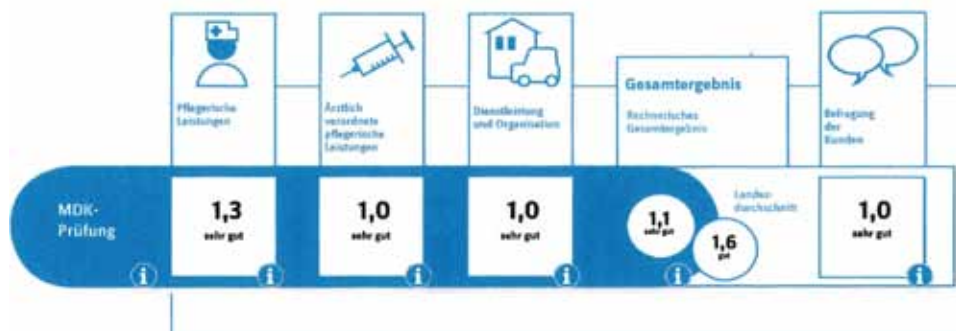 Pflegerische
Leistungen
Ärztlich
verordnete
pflegerische
Leistungen
Dienstleistung
und Organisation
Gesamtergebnis
Rechnerisches
Gesamtergebnis
Befragung
der
Kunden
MDK-
Prüfung
1,3
sehr gut
1,0
sehr gut
1,0
sehr gut
1,1
sehr gut
Landes-
durchschnitt
1,6
gut
1,0
sehr gut
i
i
i
i
i
i